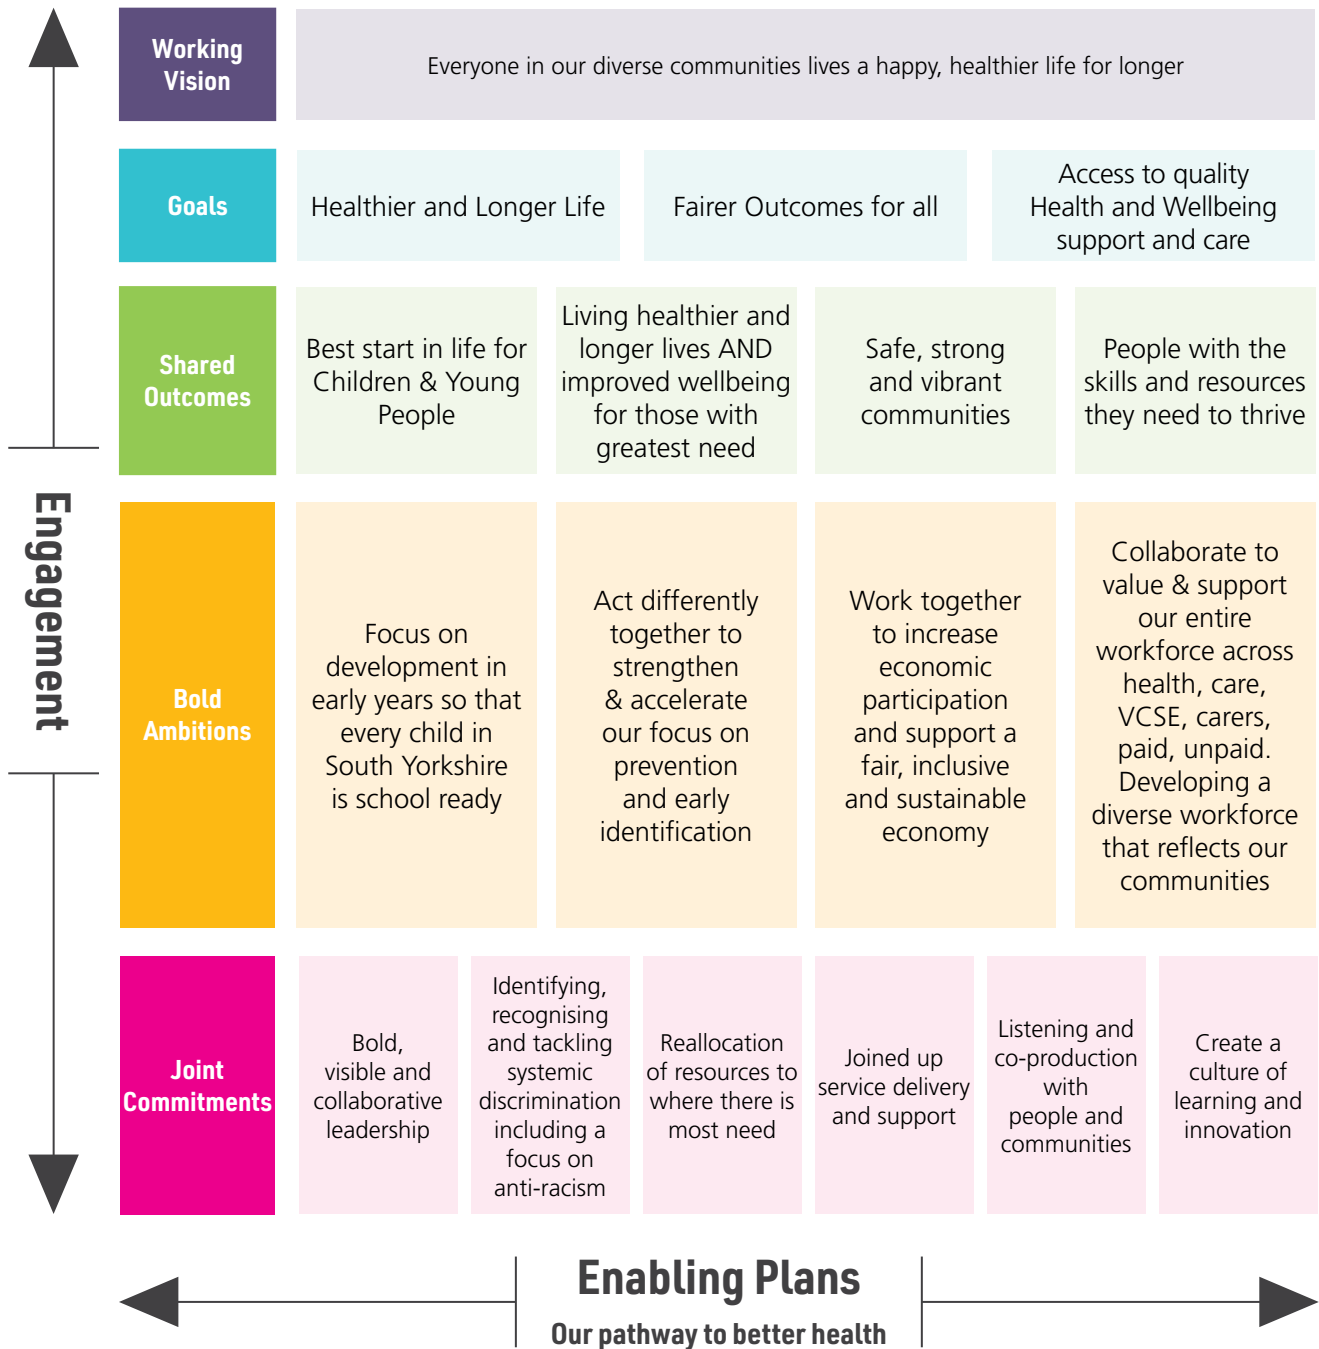 Engagement
Working
Vision
Everyone in our diverse communities lives a happy, healthier life for longer
Goals
Healthier and Longer Life
Fairer Outcomes for all
Access to quality
Health and Wellbeing
support and care
Shared
Outcomes
Best start in life for
Children & Young
People
Living healthier and
longer lives AND
improved wellbeing
for those with
greatest need
Safe, strong
and vibrant
communities
People with the
skills and resources
they need to thrive
Bold
Ambitions
Focus on
development in
early years so that
every child in
South Yorkshire
is school ready
Act differently
together to
strengthen
& accelerate
our focus on
prevention
and early
identification
Work together
to increase
economic
participation
and support a
fair, inclusive
and sustainable
economy
Collaborate to
value & support
our entire
workforce across
health, care,
VCSE, carers,
paid, unpaid.
Developing a
diverse workforce
that reflects our
communities
Joint
Commitments
Bold,
visible and
collaborative
leadership
Identifying,
recognising
and tackling
systemic
discrimination
including a
focus on
anti-racism
Reallocation
of resources to
where there is
most need
Joined up
service delivery
and support
Listening and
co-production
with
people and
communities
Create a
culture of
learning and
innovation
Enabling Plans
Our pathway to better health